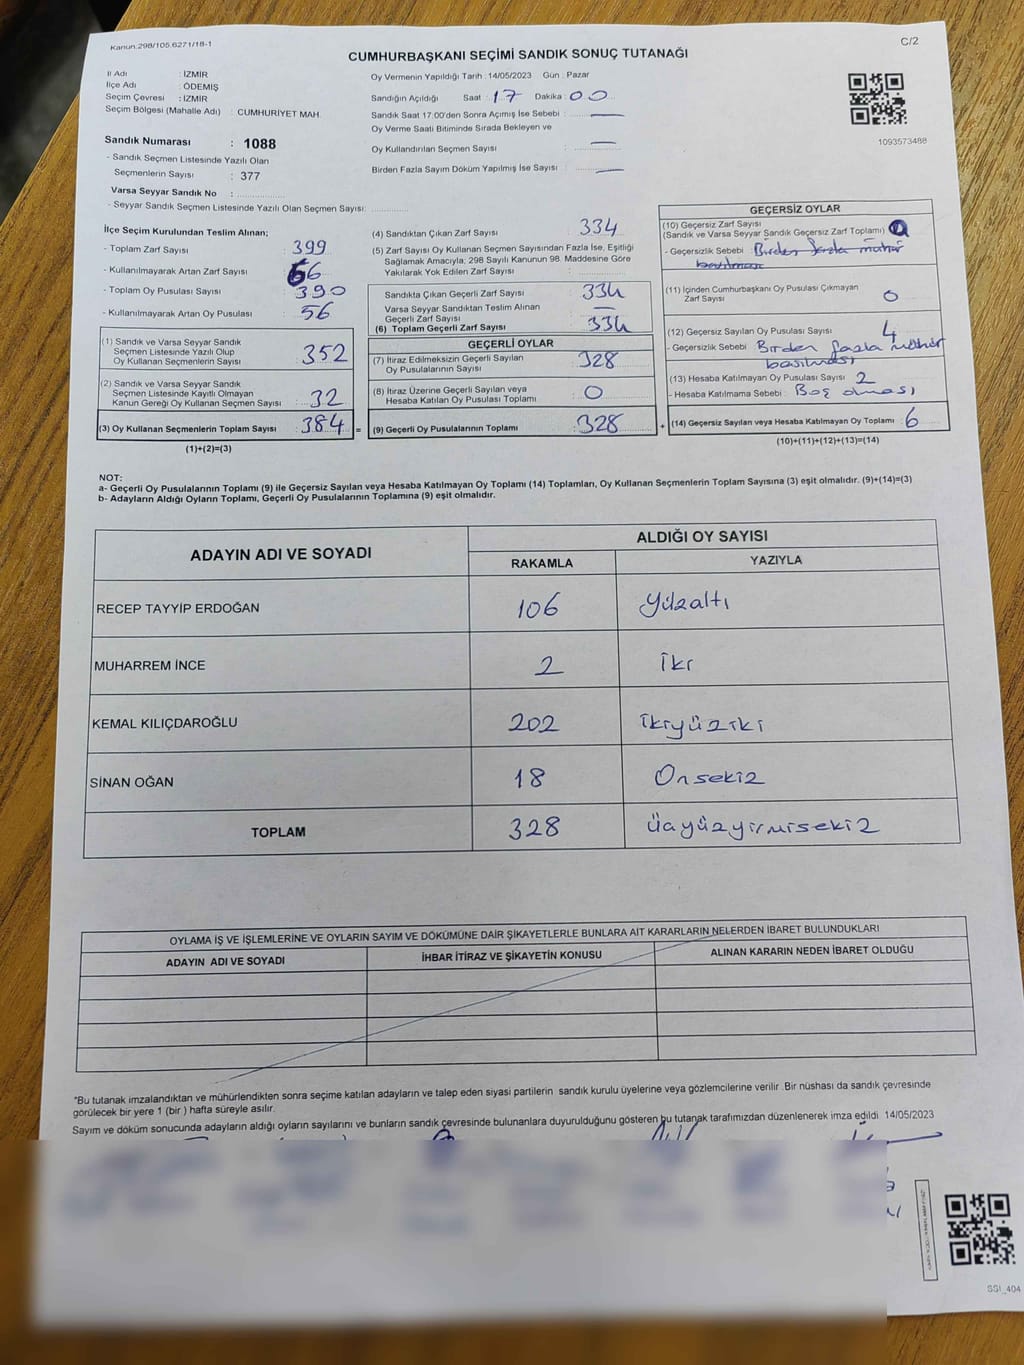 Kanun.298/105.6271/18-1
C/2
CUMHURBAŞKANI SEÇİMİ SANDIK SONUÇ TUTANAĞI
İl Adı : İZMİR
İlçe Adı : ÖDEMİŞ
Seçim Çevresi : İZMİR
Seçim Bölgesi (Mahalle Adı) : CUMHURİYET MAH.
Sandık Numarası : 1088
- Sandık Seçmen Listesinde Yazılı Olan
Seçmenlerin Sayısı : 377
Varsa Seyyar Sandık No :
- Seyyar Sandık Seçmen Listesinde Yazılı Olan Seçmen Sayısı:
Oy Vermenin Yapıldığı Tarih : 14/05/2023 Gün : Pazar
Sandığın Açıldığı Saat : 17 Dakika : 00
Sandık Saat 17.00'den Sonra Açımış İse Sebebi : —
Oy Verme Saati Bitiminde Sırada Bekleyen ve
Oy Kullandırılan Seçmen Sayısı : —
Birden Fazla Sayım Döküm Yapılmış İse Sayısı : —
1093573488
İlçe Seçim Kurulundan Teslim Alınan;
- Toplam Zarf Sayısı : 399
- Kullanılmayarak Artan Zarf Sayısı : 66
- Toplam Oy Pusulası Sayısı : 390
- Kullanılmayarak Artan Oy Pusulası : 56
(1) Sandık ve Varsa Seyyar Sandık
Seçmen Listesinde Yazılı Olup
Oy Kullanan Seçmenlerin Sayısı : 352
(2) Sandık ve Varsa Seyyar Sandık
Seçmen Listesinde Kayıtlı Olmayan
Kanun Gereği Oy Kullanan Seçmen Sayısı : 32
(3) Oy Kullanan Seçmenlerin Toplam Sayısı : 384 =
(1)+(2)=(3)
(4) Sandıktan Çıkan Zarf Sayısı : 334
(5) Zarf Sayısı Oy Kullanan Seçmen Sayısından Fazla İse, Eşitliği
Sağlamak Amacıyla; 298 Sayılı Kanunun 98. Maddesine Göre
Yakılarak Yok Edilen Zarf Sayısı :
Sandıkta Çıkan Geçerli Zarf Sayısı : 334
Varsa Seyyar Sandıktan Teslim Alınan
Geçerli Zarf Sayısı : —
(6) Toplam Geçerli Zarf Sayısı : 334
GEÇERLİ OYLAR
(7) İtiraz Edilmeksizin Geçerli Sayılan
Oy Pusulalarının Sayısı : 328
(8) İtiraz Üzerine Geçerli Sayılan veya
Hesaba Katılan Oy Pusulası Toplamı : 0
(9) Geçerli Oy Pusulalarının Toplamı : 328 +
GEÇERSİZ OYLAR
(10) Geçersiz Zarf Sayısı
(Sandık ve Varsa Seyyar Sandık Geçersiz Zarf Toplamı) :
- Geçersizlik Sebebi : Birden fazla mühür
basılması
(11) İçinden Cumhurbaşkanı Oy Pusulası Çıkmayan
Zarf Sayısı : 0
(12) Geçersiz Sayılan Oy Pusulası Sayısı : 4
- Geçersizlik Sebebi : Birden fazla mühür
basılması
(13) Hesaba Katılmayan Oy Pusulası Sayısı : 2
- Hesaba Katılmama Sebebi : Boş olması
(14) Geçersiz Sayılan veya Hesaba Katılmayan Oy Toplamı : 6
(10)+(11)+(12)+(13)=(14)
NOT:
a- Geçerli Oy Pusulalarının Toplamı (9) ile Geçersiz Sayılan veya Hesaba Katılmayan Oy Toplamı (14) Toplamları, Oy Kullanan Seçmenlerin Toplam Sayısına (3) eşit olmalıdır. (9)+(14)=(3)
b- Adayların Aldığı Oyların Toplamı, Geçerli Oy Pusulalarının Toplamına (9) eşit olmalıdır.
ADAYIN ADI VE SOYADI
ALDIĞI OY SAYISI
RAKAMLA YAZIYLA
RECEP TAYYİP ERDOĞAN 106 Yüzaltı
MUHARREM İNCE 2 İki
KEMAL KILIÇDAROĞLU 202 ikiyüziki
SİNAN OĞAN 18 Onsekiz
TOPLAM 328 üçyüzyirmisekiz
OYLAMA İŞ VE İŞLEMLERİNE VE OYLARIN SAYIM VE DÖKÜMÜNE DAİR ŞİKAYETLERLE BUNLARA AİT KARARLARIN NELERDEN İBARET BULUNDUKLARI
ADAYIN ADI VE SOYADI İHBAR İTİRAZ VE ŞİKAYETİN KONUSU ALINAN KARARIN NEDEN İBARET OLDUĞU
"Bu tutanak imzalandıktan ve mühürlendikten sonra seçime katılan adayların ve talep eden siyasi partilerin sandık kurulu üyelerine veya gözlemcilerine verilir. Bir nüshası da sandık çevresinde
görülecek bir yere 1 (bir ) hafta süreyle asılır.
Sayım ve döküm sonucunda adayların aldığı oyların sayılarını ve bunların sandık çevresinde bulunanlara duyurulduğunu gösteren bu tutanak tarafımızdan düzenlenerek imza edildi 14/05/2023
SSİ_404